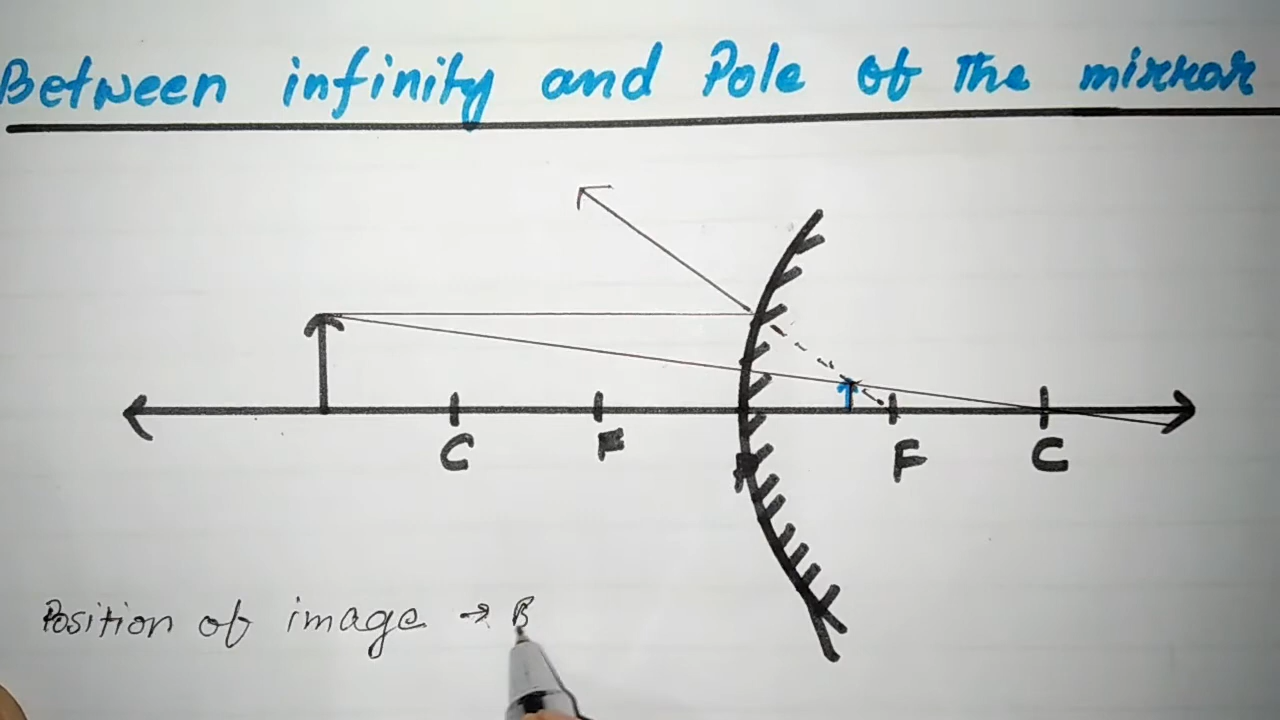 Between infinity and Pole of the mirror
C F P F C
Position of image → B